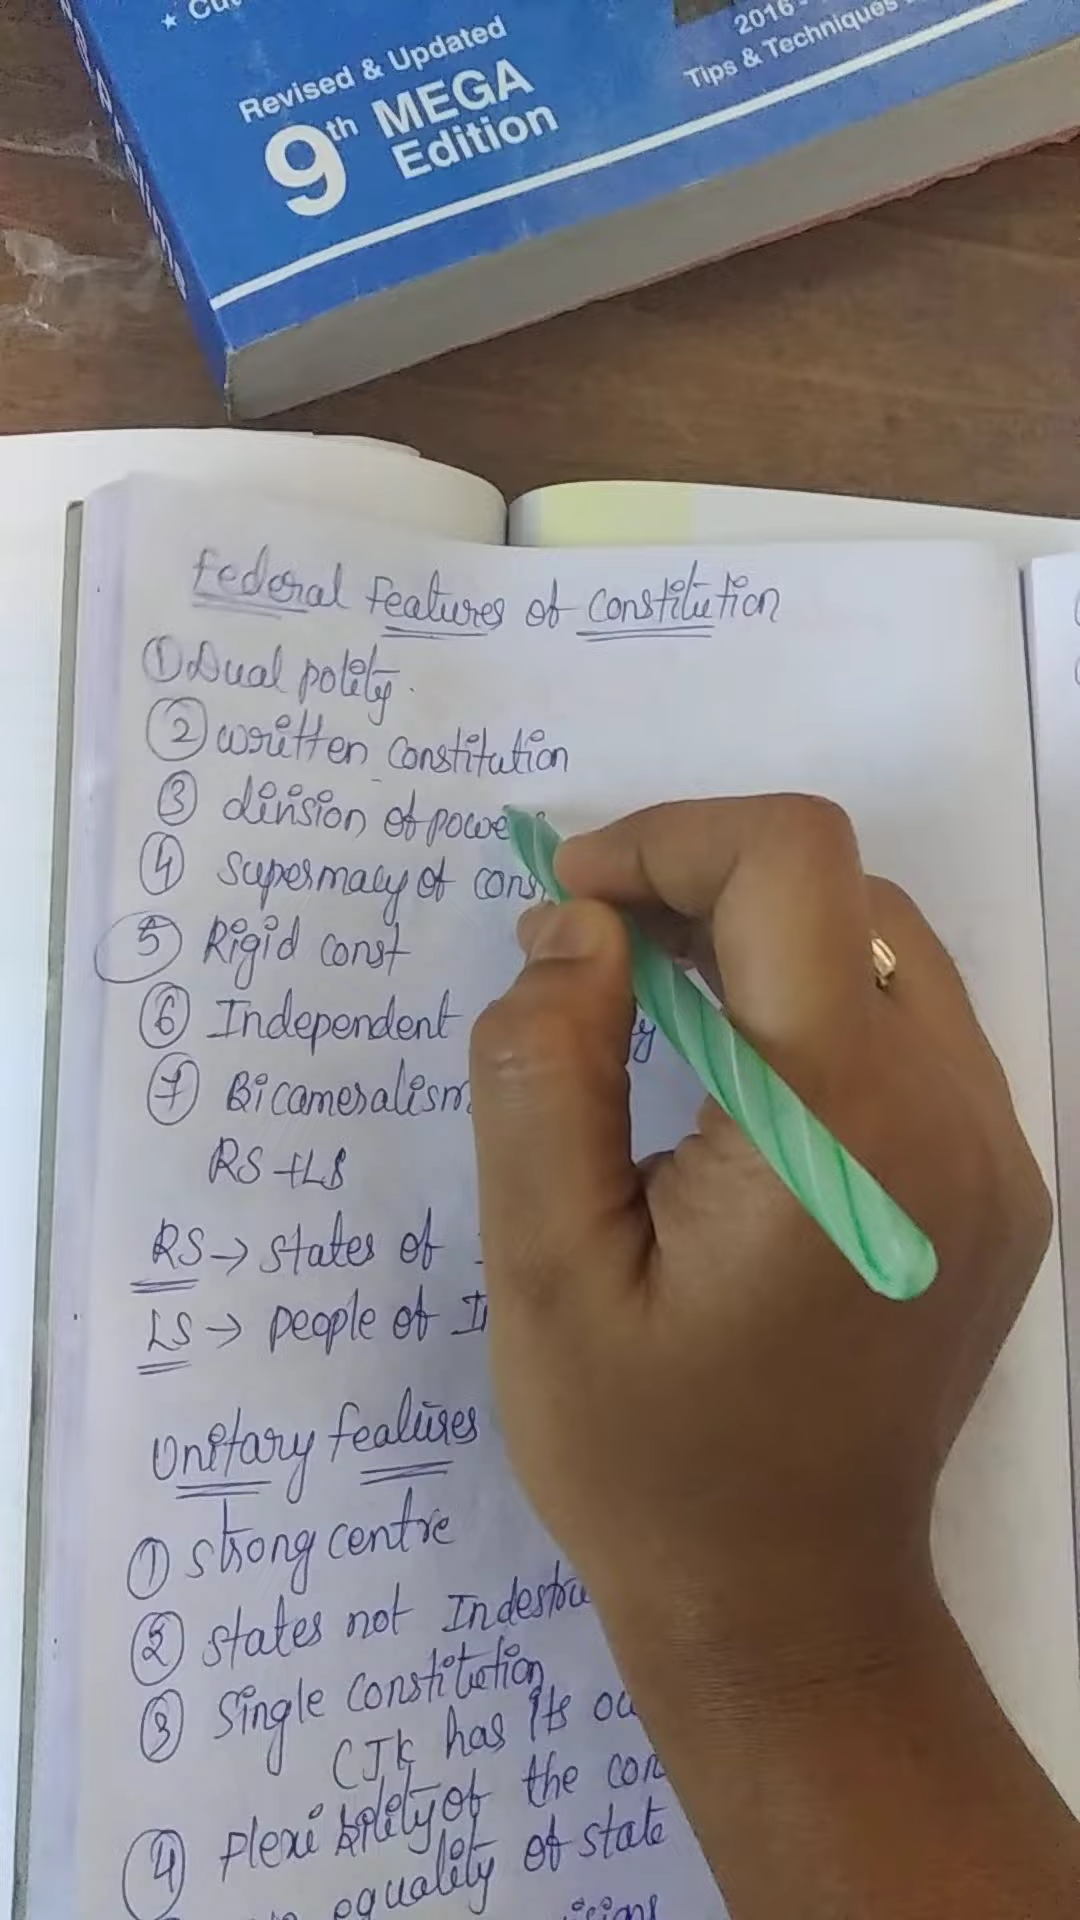 Revised & Updated
9th MEGA
Edition
2016 -
Tips & Techniques
Federal Features of Constitution
① Dual polity.
② written Constitution
③ division of powe
④ Supermacy of cons
⑤ Rigid const
⑥ Independent
⑦ Bicameralism
RS + LS
RS → states of
LS → people of I
Unitary features
① strong centre
② states not Indestru
③ Single Constitution
CJK has its ow
④ Flexi bility of the con
equality of state